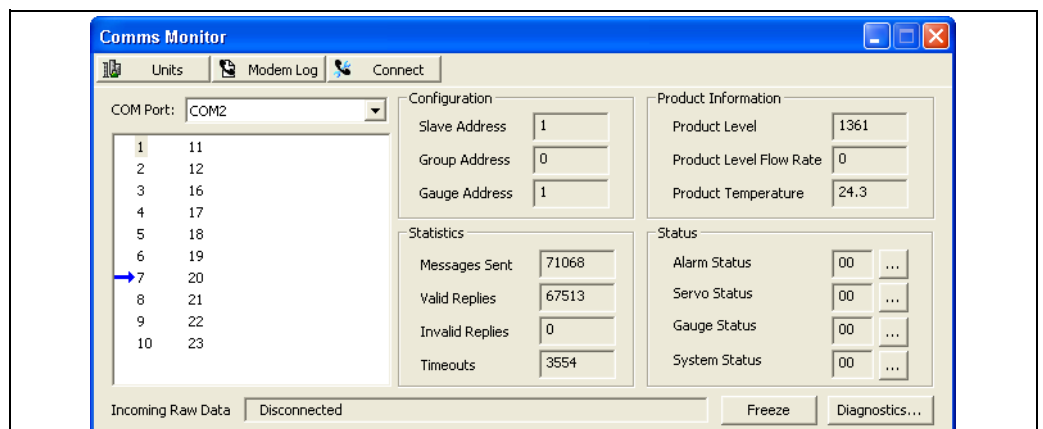 Comms Monitor
Units Modem Log Connect
COM Port: COM2
1 11
2 12
3 16
4 17
5 18
6 19
7 20
8 21
9 22
10 23
Configuration
Slave Address 1
Group Address 0
Gauge Address 1
Product Information
Product Level 1361
Product Level Flow Rate 0
Product Temperature 24.3
Statistics
Messages Sent 71068
Valid Replies 67513
Invalid Replies 0
Timeouts 3554
Status
Alarm Status 00 ...
Servo Status 00 ...
Gauge Status 00 ...
System Status 00 ...
Incoming Raw Data Disconnected Freeze Diagnostics...